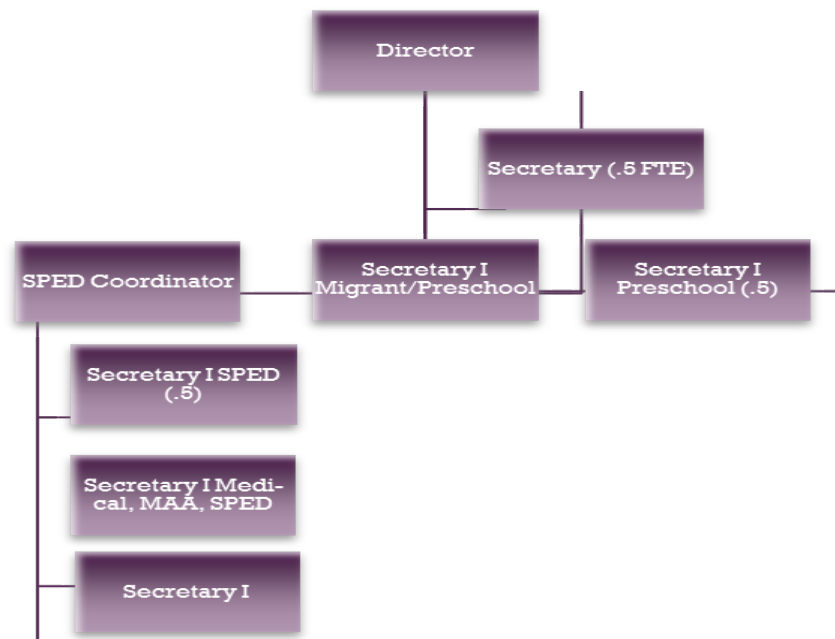 Director
Secretary (.5 FTE)
SPED Coordinator
Secretary I
Migrant/Preschool
Secretary I
Preschool (.5)
Secretary I SPED
(.5)
Secretary I Medi-
cal, MAA, SPED
Secretary I